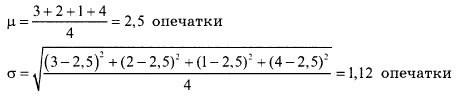 μ = (3 + 2 + 1 + 4) / 4 = 2,5 опечатки
σ = √(((3 − 2,5)² + (2 − 2,5)² + (1 − 2,5)² + (4 − 2,5)²) / 4) = 1,12 опечатки